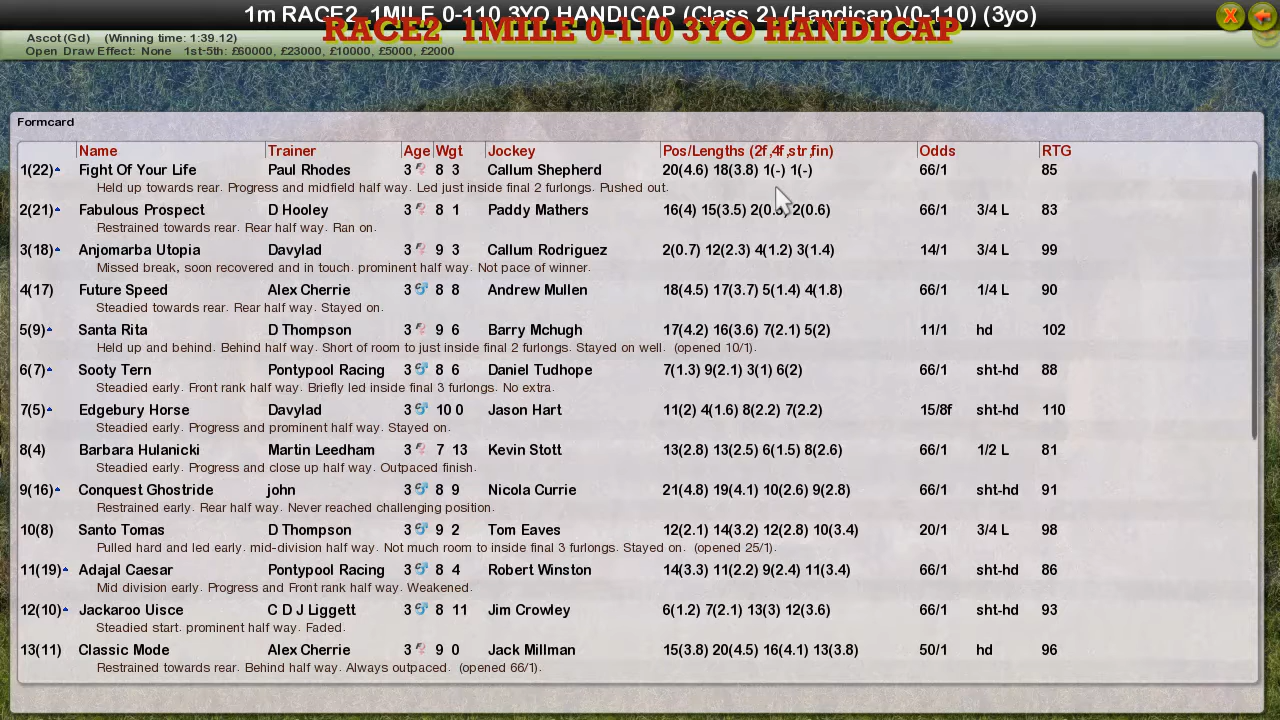 1m RACE2 1MILE 0-110 3YO HANDICAP (Class 2) (Handicap)(0-110) (3yo)
RACE2 1MILE 0-110 3YO HANDICAP
Ascot(Gd) (Winning time: 1:39.12)
Open Draw Effect: None 1st-5th: £60000, £23000, £10000, £5000, £2000
Formcard
Name Trainer Age Wgt Jockey Pos/Lengths (2f,4f,str,fin) Odds RTG
1(22) Fight Of Your Life Paul Rhodes 3 8 3 Callum Shepherd 20(4.6) 18(3.8) 1(-) 1(-) 66/1 85
Held up towards rear. Progress and midfield half way. Led just inside final 2 furlongs. Pushed out.
2(21) Fabulous Prospect D Hooley 3 8 1 Paddy Mathers 16(4) 15(3.5) 2(0.6) 66/1 3/4 L 83
Restrained towards rear. Rear half way. Ran on.
3(18) Anjomarba Utopia Davylad 3 9 3 Callum Rodriguez 2(0.7) 12(2.3) 4(1.2) 3(1.4) 14/1 3/4 L 99
Missed break, soon recovered and in touch. prominent half way. Not pace of winner.
4(17) Future Speed Alex Cherrie 3 8 8 Andrew Mullen 18(4.5) 17(3.7) 5(1.4) 4(1.8) 66/1 1/4 L 90
Steadied towards rear. Rear half way. Stayed on.
5(9) Santa Rita D Thompson 3 9 6 Barry Mchugh 17(4.2) 16(3.6) 7(2.1) 5(2) 11/1 hd 102
Held up and behind. Behind half way. Short of room to just inside final 2 furlongs. Stayed on well. (opened 10/1).
6(7) Sooty Tern Pontypool Racing 3 8 6 Daniel Tudhope 7(1.3) 9(2.1) 3(1) 6(2) 66/1 sht-hd 88
Steadied early. Front rank half way. Briefly led inside final 3 furlongs. No extra.
7(5) Edgebury Horse Davylad 3 10 0 Jason Hart 11(2) 4(1.6) 8(2.2) 7(2.2) 15/8f sht-hd 110
Steadied early. Progress and prominent half way. Stayed on.
8(4) Barbara Hulanicki Martin Leedham 3 7 13 Kevin Stott 13(2.8) 13(2.5) 6(1.5) 8(2.6) 66/1 1/2 L 81
Steadied early. Progress and close up half way. Outpaced finish.
9(16) Conquest Ghostride john 3 8 9 Nicola Currie 21(4.8) 19(4.1) 10(2.6) 9(2.8) 66/1 sht-hd 91
Restrained early. Rear half way. Never reached challenging position.
10(8) Santo Tomas D Thompson 3 9 2 Tom Eaves 12(2.1) 14(3.2) 12(2.8) 10(3.4) 20/1 3/4 L 98
Pulled hard and led early. mid-division half way. Not much room to inside final 3 furlongs. Stayed on. (opened 25/1).
11(19) Adajal Caesar Pontypool Racing 3 8 4 Robert Winston 14(3.3) 11(2.2) 9(2.4) 11(3.4) 66/1 sht-hd 86
Mid division early. Progress and Front rank half way. Weakened.
12(10) Jackaroo Uisce C D J Liggett 3 8 11 Jim Crowley 6(1.2) 7(2.1) 13(3) 12(3.6) 66/1 sht-hd 93
Steadied start. prominent half way. Faded.
13(11) Classic Mode Alex Cherrie 3 9 0 Jack Millman 15(3.8) 20(4.5) 16(4.1) 13(3.8) 50/1 hd 96
Restrained towards rear. Behind half way. Always outpaced. (opened 66/1).